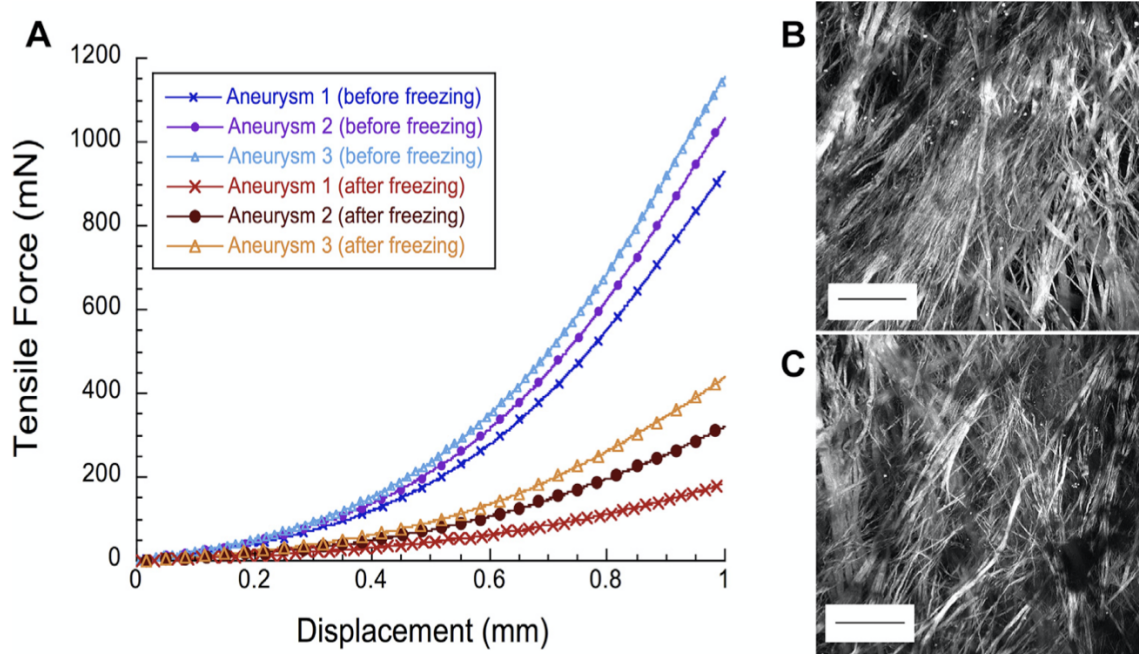 A
1200
1000
800
600
400
200
0
Tensile Force (mN)
Aneurysm 1 (before freezing)
Aneurysm 2 (before freezing)
Aneurysm 3 (before freezing)
Aneurysm 1 (after freezing)
Aneurysm 2 (after freezing)
Aneurysm 3 (after freezing)
0 0.2 0.4 0.6 0.8 1
Displacement (mm)
B
C